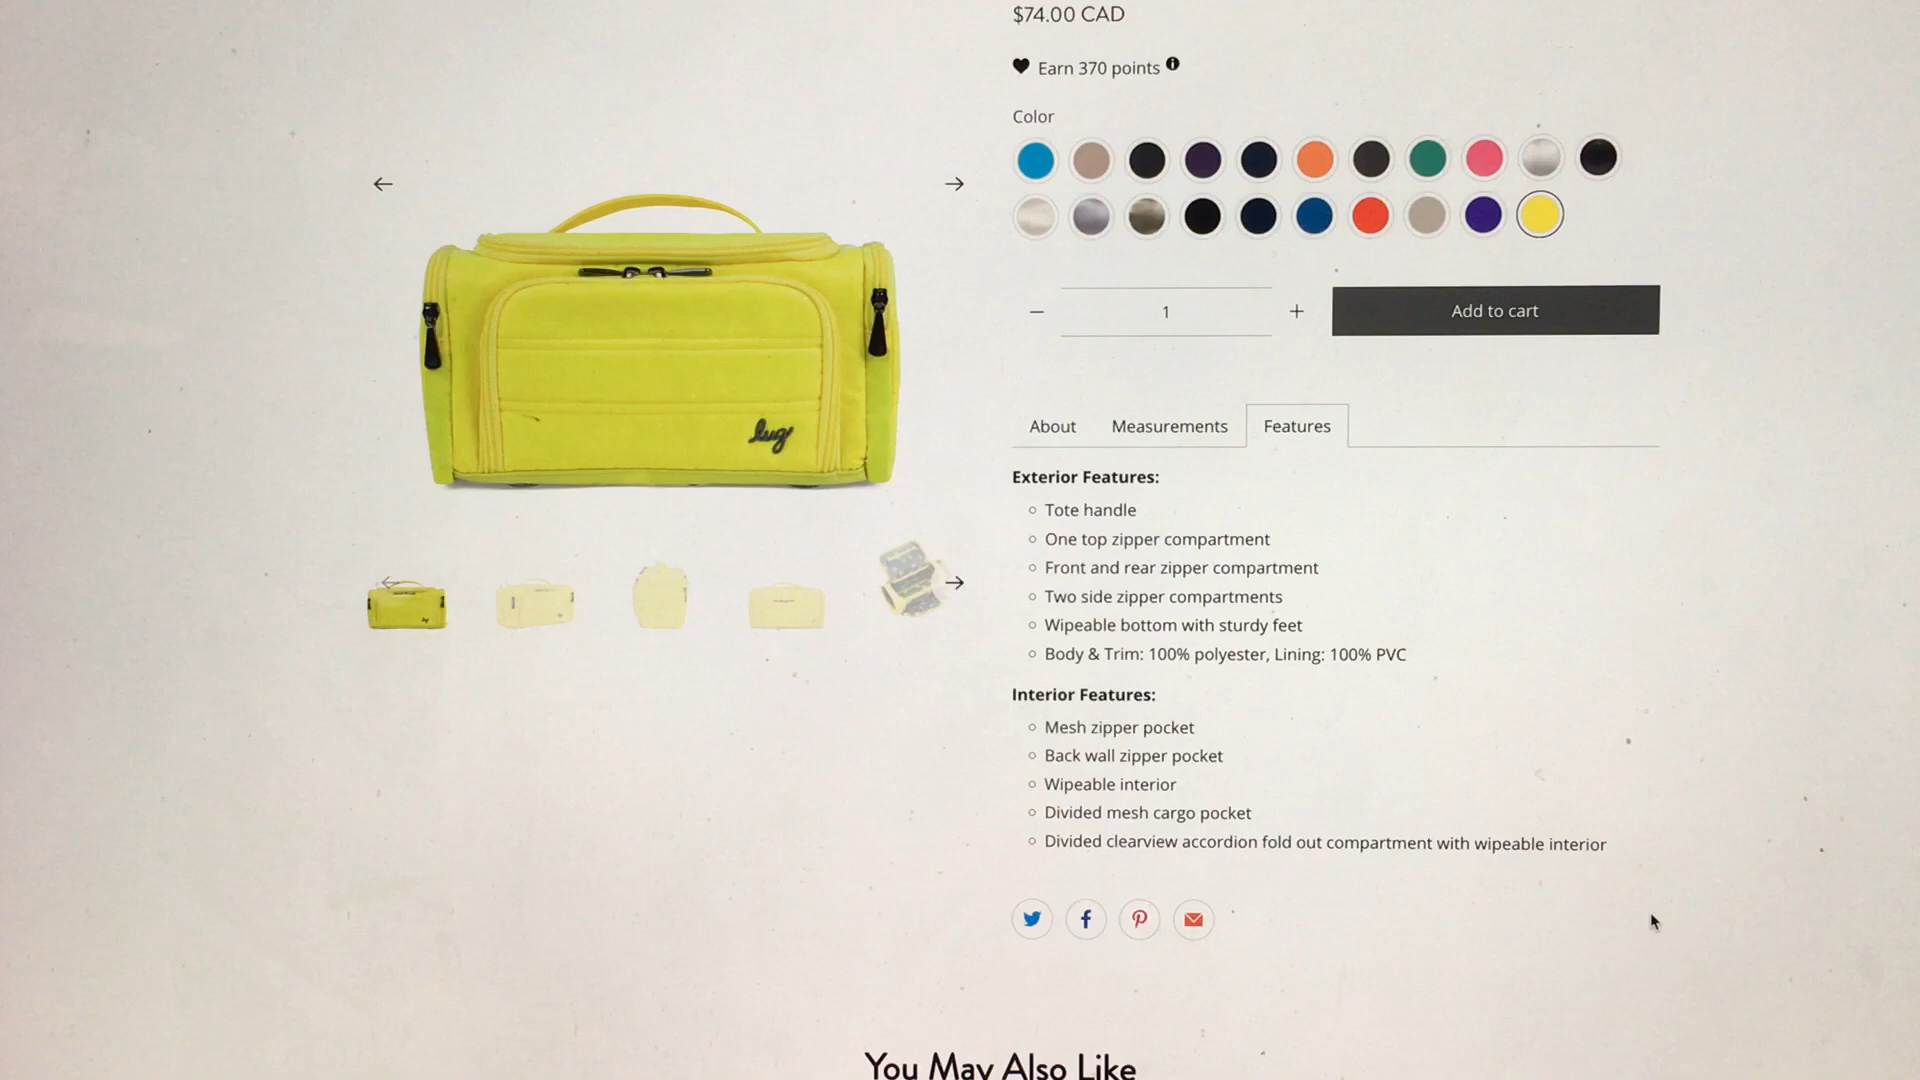 $74.00 CAD
Earn 370 points
Color
1
Add to cart
lug
About
Measurements
Features
Exterior Features:
Tote handle
One top zipper compartment
Front and rear zipper compartment
Two side zipper compartments
Wipeable bottom with sturdy feet
Body & Trim: 100% polyester, Lining: 100% PVC
Interior Features:
Mesh zipper pocket
Back wall zipper pocket
Wipeable interior
Divided mesh cargo pocket
Divided clearview accordion fold out compartment with wipeable interior
You May Also Like